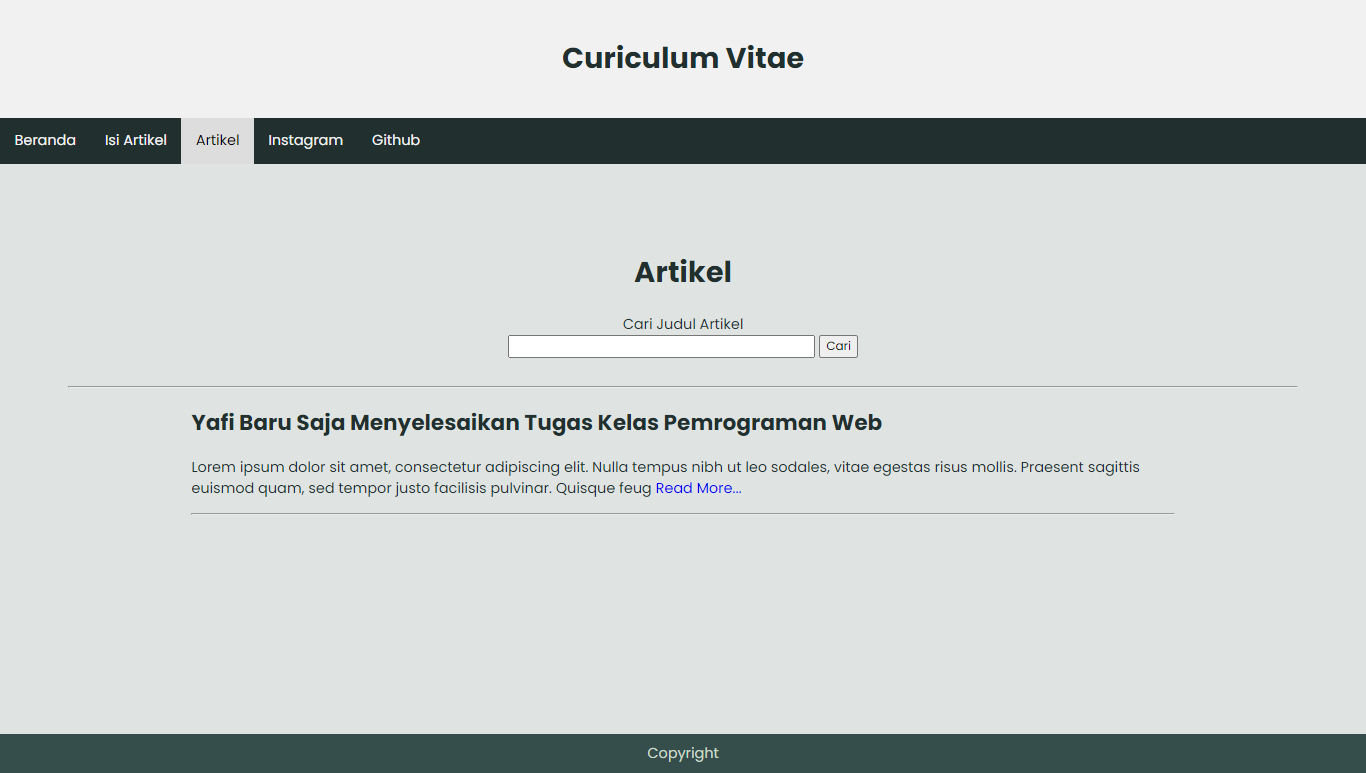 Curiculum Vitae
Beranda Isi Artikel Artikel Instagram Github
Artikel
Cari Judul Artikel
Cari
Yafi Baru Saja Menyelesaikan Tugas Kelas Pemrograman Web
Lorem ipsum dolor sit amet, consectetur adipiscing elit. Nulla tempus nibh ut leo sodales, vitae egestas risus mollis. Praesent sagittis
euismod quam, sed tempor justo facilisis pulvinar. Quisque feug Read More...
Copyright